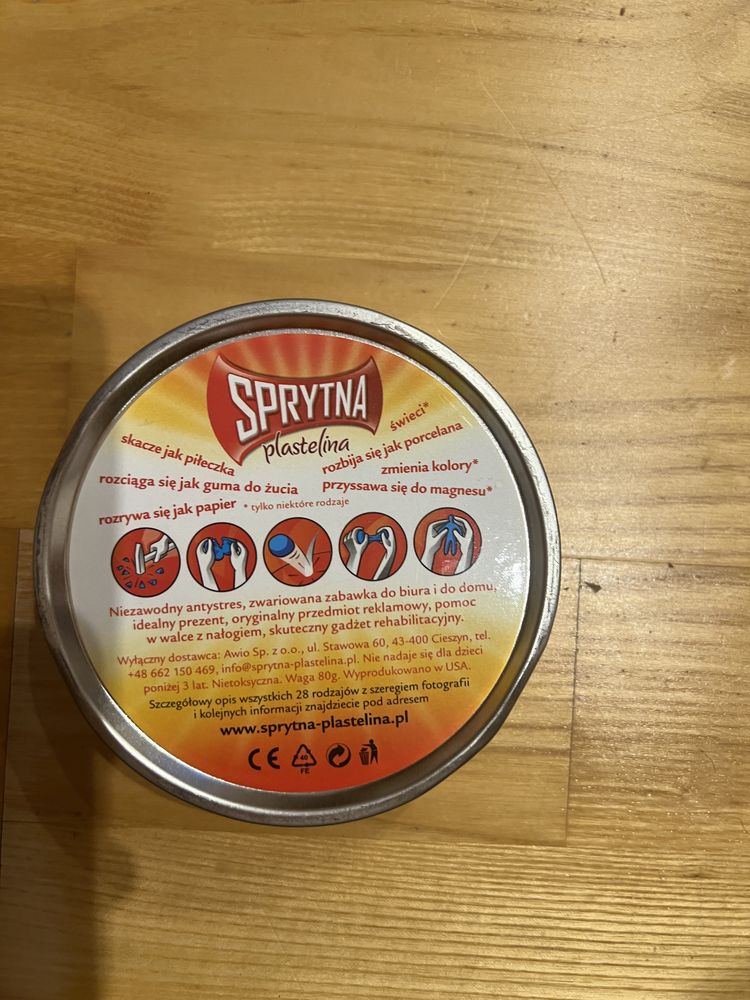 SPRYTNA
plastelina
skacze jak piłeczka
rozciąga się jak guma do żucia
rozrywa się jak papier
świeci*
rozbija się jak porcelana
zmienia kolory*
przyssawa się do magnesu*
* tylko niektóre rodzaje
Niezawodny antystres, zwariowana zabawka do biura i do domu,
idealny prezent, oryginalny przedmiot reklamowy, pomoc
w walce z nałogiem, skuteczny gadżet rehabilitacyjny.
Wyłączny dostawca: Awio Sp. z o.o., ul. Stawowa 60, 43-400 Cieszyn, tel.
+48 662 150 469, info@sprytna-plastelina.pl. Nie nadaje się dla dzieci
poniżej 3 lat. Nietoksyczna. Waga 80g. Wyprodukowano w USA.
Szczegółowy opis wszystkich 28 rodzajów z szeregiem fotografii
i kolejnych informacji znajdziecie pod adresem
www.sprytna-plastelina.pl
CE 40
FE